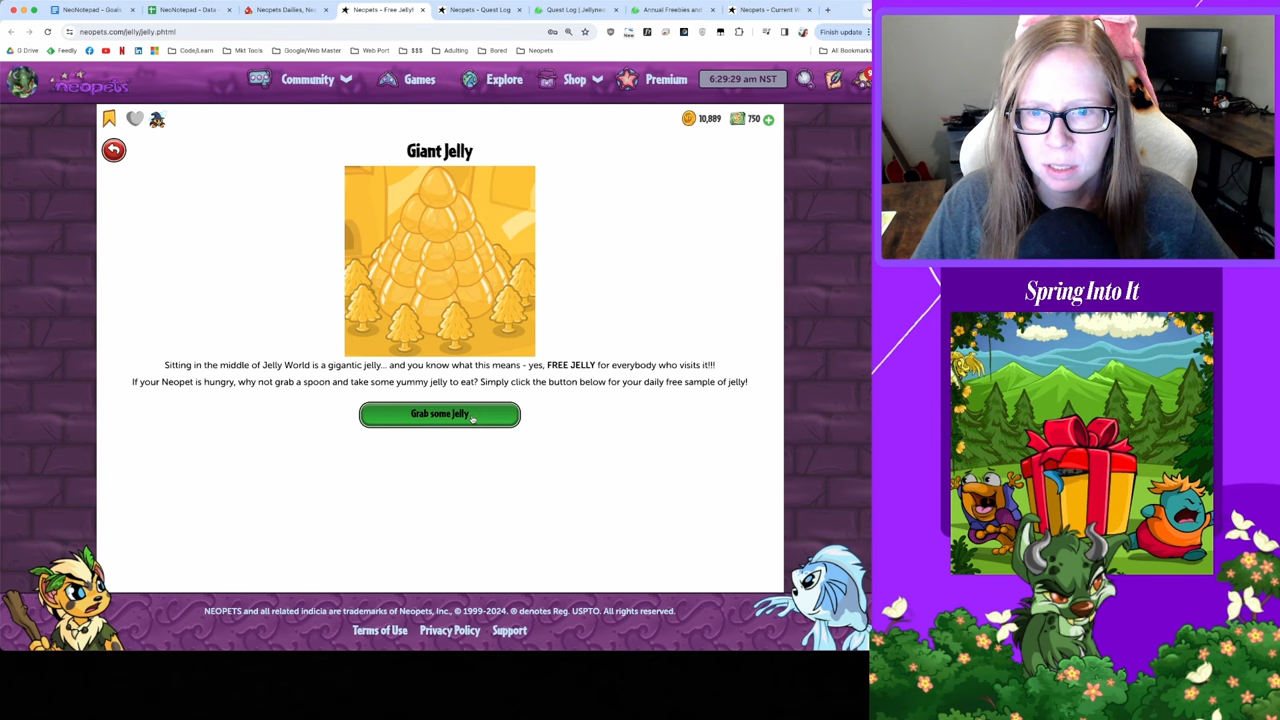 NeoNotepad - Goals
NeoNotepad - Data
Neopets Dailies, Neo
Neopets - Free Jelly!
Neopets - Quest Log
Quest Log | Jellyneo
Annual Freebies and
Neopets - Current W
neopets.com/jelly/jelly.phtml
Finish update
G Drive
Feedly
Code/Learn
Mkt Tools
Google/Web Master
Web Port
$$$
Adulting
Bored
Neopets
All Bookmarks
neopets
Community
Games
Explore
Shop
Premium
6:29:29 am NST
10,889
750
Giant Jelly
Sitting in the middle of Jelly World is a gigantic jelly... and you know what this means - yes, FREE JELLY for everybody who visits it!!!
If your Neopet is hungry, why not grab a spoon and take some yummy jelly to eat? Simply click the button below for your daily free sample of jelly!
Grab some Jelly
NEOPETS and all related indicia are trademarks of Neopets, Inc., © 1999-2024. ® denotes Reg. USPTO. All rights reserved.
Terms of Use
Privacy Policy
Support
Spring Into It